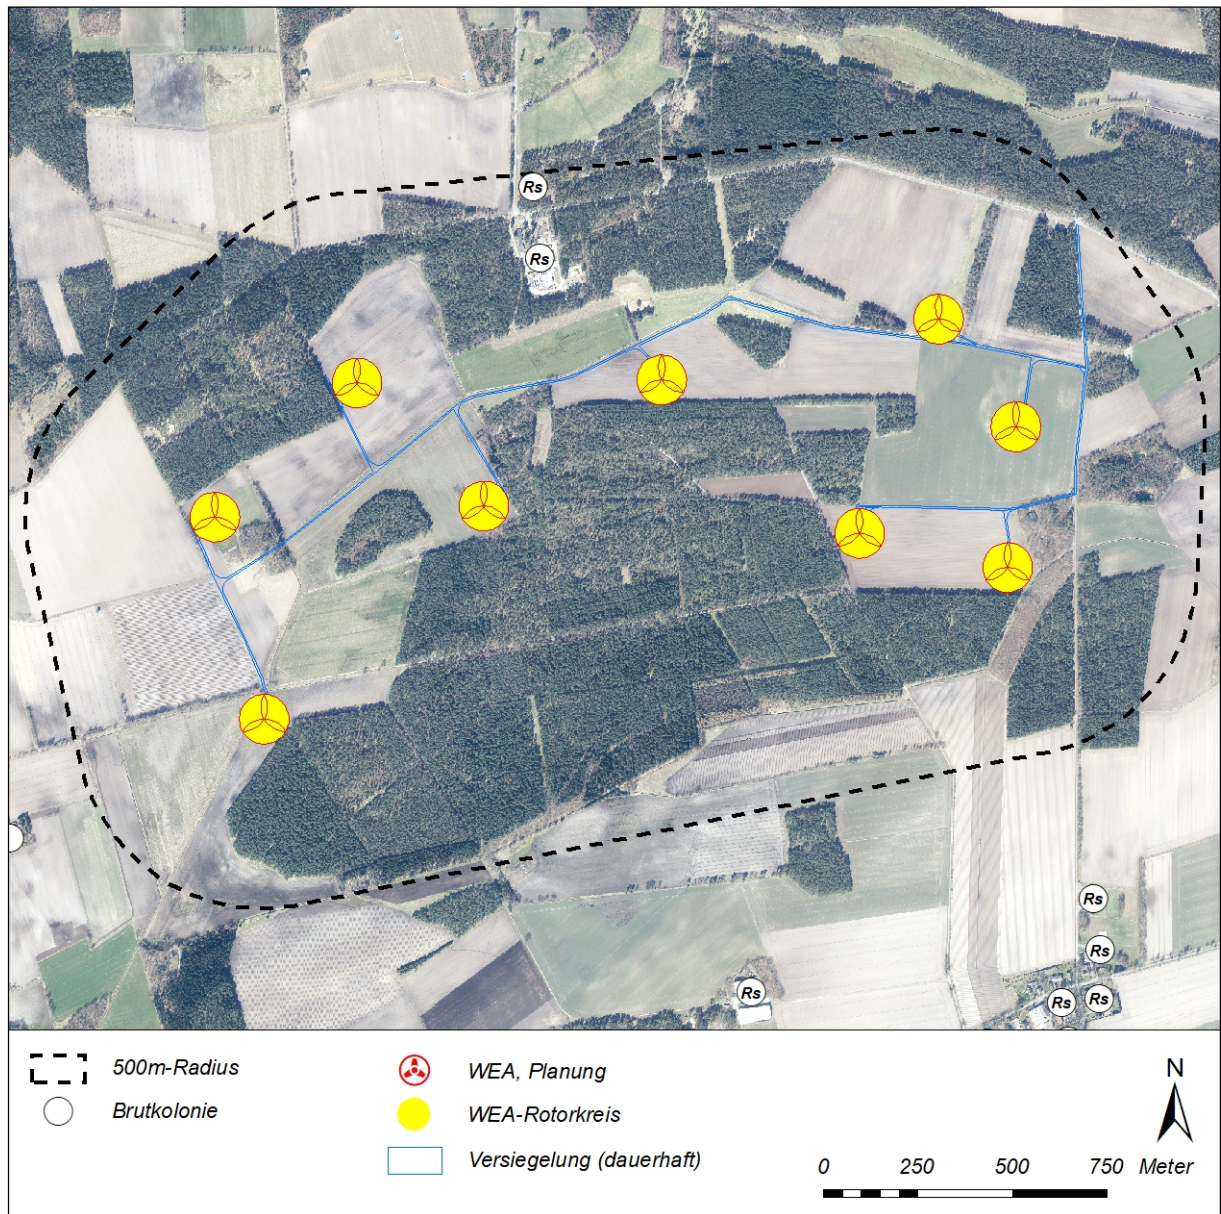 Rs
Rs
Rs
Rs
Rs
Rs
Rs
500m-Radius
Brutkolonie
WEA, Planung
WEA-Rotorkreis
Versiegelung (dauerhaft)
N
0 250 500 750 Meter